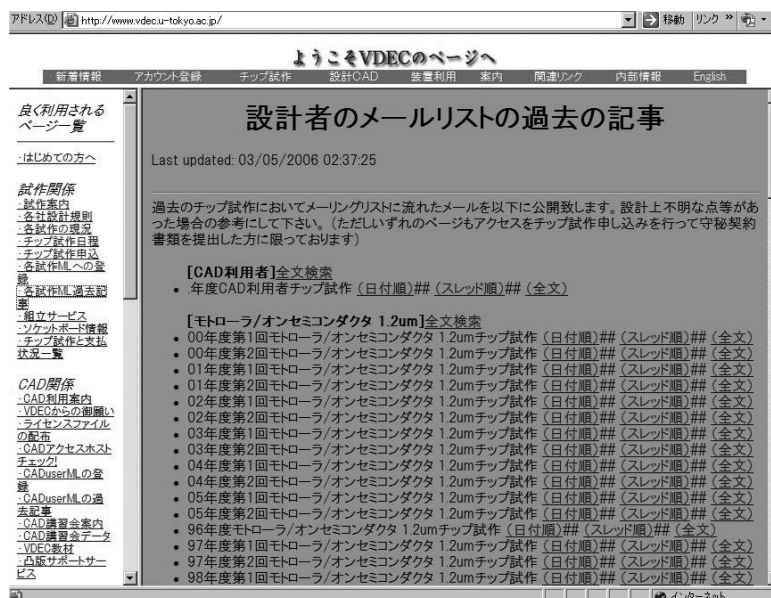 アドレス(D) http://www.vdec.u-tokyo.ac.jp/ 移動 リンク »
ようこそVDECのページへ
新着情報 アカウント登録 チップ試作 設計CAD 装置利用 案内 関連リンク 内部情報 English
良く利用される
ページ一覧
・はじめての方へ
試作関係
・試作案内
・各社設計規則
・各試作の現況
・チップ試作日程
・チップ試作申込
・各試作MLへの登
録
・各試作ML過去記
事
・組立サービス
・ソケットボード情報
・チップ試作と支払
状況一覧
CAD関係
・CAD利用案内
・VDECからの御願い
・ライセンスファイル
の配布
・CADアクセスホスト
チェック!
・CADuserMLの登
録
・CADuserMLの過
去記事
・CAD講習会案内
・CAD講習会データ
・VDEC教材
・凸版サポートサー
ビス
設計者のメールリストの過去の記事
Last updated: 03/05/2006 02:37:25
過去のチップ試作においてメーリングリストに流れたメールを以下に公開致します。設計上不明な点等があ
った場合の参考にして下さい。(ただしいずれのページもアクセスをチップ試作申し込みを行って守秘契約
書類を提出した方に限っております)
[CAD利用者]全文検索
• .年度CAD利用者チップ試作 (日付順)## (スレッド順)## (全文)
[モトローラ/オンセミコンダクタ 1.2um]全文検索
• 00年度第1回モトローラ/オンセミコンダクタ 1.2umチップ試作 (日付順)## (スレッド順)## (全文)
• 00年度第2回モトローラ/オンセミコンダクタ 1.2umチップ試作 (日付順)## (スレッド順)## (全文)
• 01年度第1回モトローラ/オンセミコンダクタ 1.2umチップ試作 (日付順)## (スレッド順)## (全文)
• 01年度第2回モトローラ/オンセミコンダクタ 1.2umチップ試作 (日付順)## (スレッド順)## (全文)
• 02年度第1回モトローラ/オンセミコンダクタ 1.2umチップ試作 (日付順)## (スレッド順)## (全文)
• 02年度第2回モトローラ/オンセミコンダクタ 1.2umチップ試作 (日付順)## (スレッド順)## (全文)
• 03年度第1回モトローラ/オンセミコンダクタ 1.2umチップ試作 (日付順)## (スレッド順)## (全文)
• 03年度第2回モトローラ/オンセミコンダクタ 1.2umチップ試作 (日付順)## (スレッド順)## (全文)
• 04年度第1回モトローラ/オンセミコンダクタ 1.2umチップ試作 (日付順)## (スレッド順)## (全文)
• 04年度第2回モトローラ/オンセミコンダクタ 1.2umチップ試作 (日付順)## (スレッド順)## (全文)
• 05年度第1回モトローラ/オンセミコンダクタ 1.2umチップ試作 (日付順)## (スレッド順)## (全文)
• 05年度第2回モトローラ/オンセミコンダクタ 1.2umチップ試作 (日付順)## (スレッド順)## (全文)
• 96年度モトローラ/オンセミコンダクタ 1.2umチップ試作 (日付順)## (スレッド順)## (全文)
• 97年度第1回モトローラ/オンセミコンダクタ 1.2umチップ試作 (日付順)## (スレッド順)## (全文)
• 97年度第2回モトローラ/オンセミコンダクタ 1.2umチップ試作 (日付順)## (スレッド順)## (全文)
• 98年度第1回モトローラ/オンセミコンダクタ 1.2umチップ試作 (日付順)## (スレッド順)## (全文)
インターネット